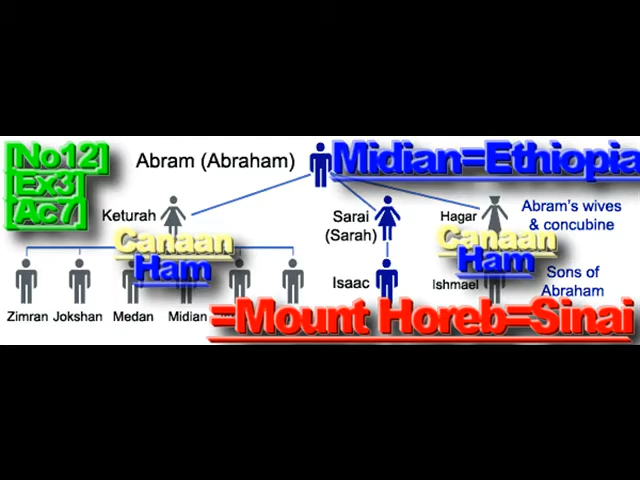 [No12]
[Ex3]
[Ac7]
Abram (Abraham)
Midian=Ethiopia
Keturah
Sarai
(Sarah)
Hagar
Abram's wives
& concubine
Canaan
Ham
Canaan
Ham
Isaac
Ishmael
Sons of
Abraham
Zimran Jokshan Medan Midian
=Mount Horeb=Sinai